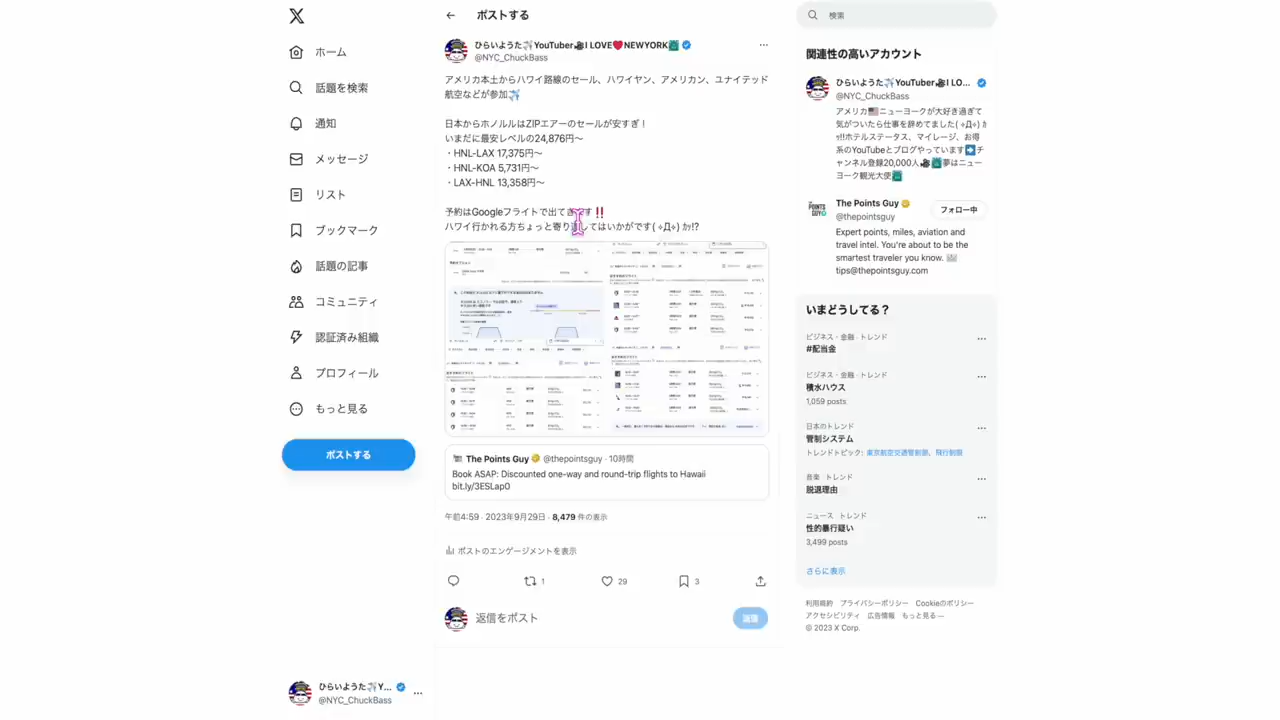 ホーム
話題を検索
通知
メッセージ
リスト
ブックマーク
話題の記事
コミュニティ
認証済み組織
プロフィール
もっと見る
ポストする
ひらいようた✈️Y...
@NYC_ChuckBass
ポストする
ひらいようた✈️YouTuber🎥I LOVE❤️NEWYORK🗽
@NYC_ChuckBass
アメリカ本土からハワイ路線のセール、ハワイヤン、アメリカン、ユナイテッド
航空などが参加✈️
日本からホノルルはZIPエアーのセールが安すぎ！
いまだに最安レベルの24,876円〜
・HNL-LAX 17,375円〜
・HNL-KOA 5,731円〜
・LAX-HNL 13,358円〜
予約はGoogleフライトで出てきます‼️
ハワイ行かれる方ちょっと寄り道してはいかがです( ÷Д÷) ｶｯ!?
The Points Guy @thepointsguy · 10時間
Book ASAP: Discounted one-way and round-trip flights to Hawaii
bit.ly/3ESLap0
午前4:59 · 2023年9月29日 · 8,479 件の表示
ポストのエンゲージメントを表示
1
29
3
返信をポスト
返信
検索
関連性の高いアカウント
ひらいようた✈️YouTuber🎥I LO...
@NYC_ChuckBass
アメリカ🇺🇸ニューヨークが大好き過ぎて
気がついたら仕事を辞めてました( ÷Д÷) ｶ
ｯ!!ホテルステータス、マイレージ、お得
系のYouTubeとブログやっています➡️チ
ャンネル登録20,000人🎥🗽夢はニュー
ヨーク観光大使🗽
The Points Guy
@thepointsguy
フォロー中
Expert points, miles, aviation and
travel intel. You're about to be the
smartest traveler you know. 📨
tips@thepointsguy.com
いまどうしてる？
ビジネス・金融 · トレンド
#配当金
ビジネス・金融 · トレンド
積水ハウス
1,059 posts
日本のトレンド
管制システム
トレンドトピック: 東京航空交通管制部、飛行制限
音楽 · トレンド
脱退理由
ニュース · トレンド
性的暴行疑い
3,499 posts
さらに表示
利用規約 プライバシーポリシー Cookieのポリシー
アクセシビリティ 広告情報 もっと見る ···
© 2023 X Corp.